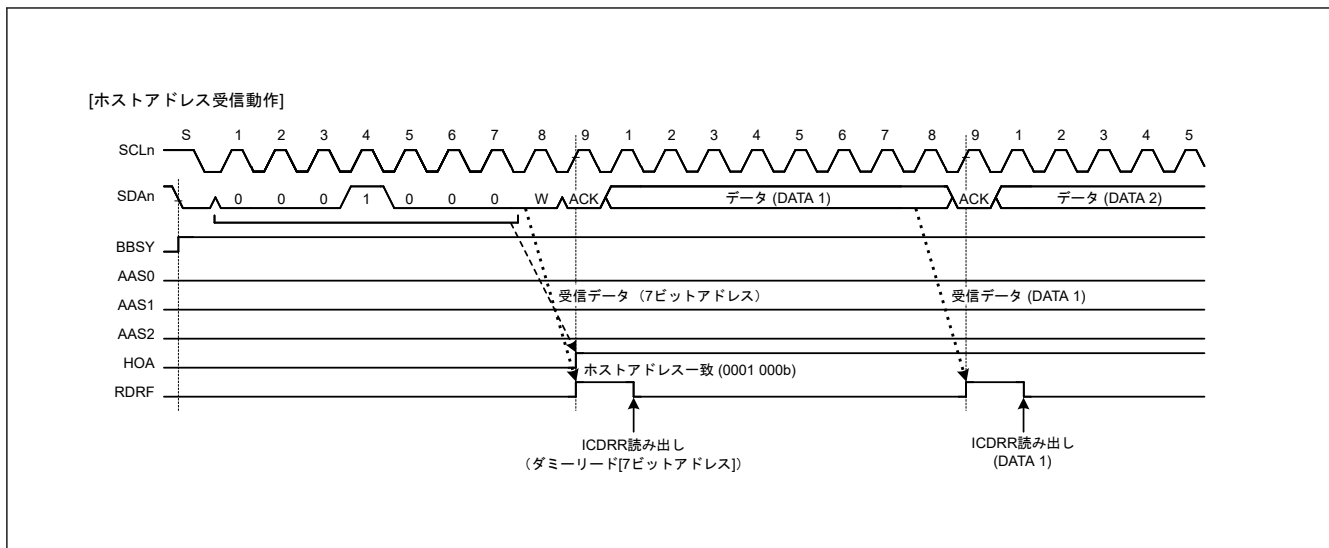 [ホストアドレス受信動作]
S 1 2 3 4 5 6 7 8 9 1 2 3 4 5 6 7 8 9 1 2 3 4 5
SCLn
SDAn 0 0 0 1 0 0 0 W ACK データ (DATA 1) ACK データ (DATA 2)
BBSY
AAS0
受信データ（7ビットアドレス） 受信データ (DATA 1)
AAS1
AAS2
HOA
ホストアドレス一致 (0001 000b)
RDRF
ICDRR読み出し
（ダミーリード[7ビットアドレス]）
ICDRR読み出し
(DATA 1)